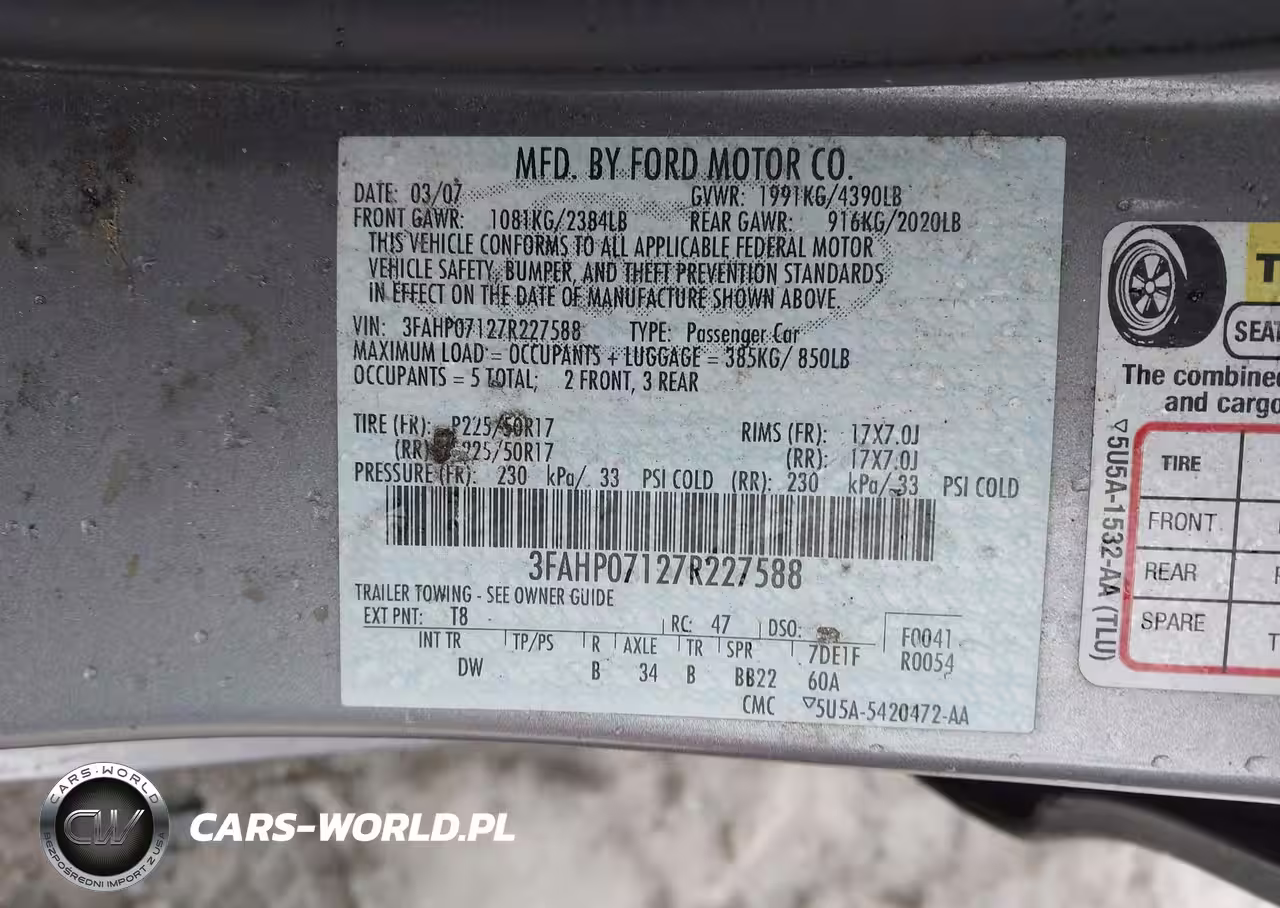 MFD. BY FORD MOTOR CO.
DATE: 03/07 GVWR: 1991KG/4390LB
FRONT GAWR: 1081KG/2384LB REAR GAWR: 916KG/2020LB
THIS VEHICLE CONFORMS TO ALL APPLICABLE FEDERAL MOTOR
VEHICLE SAFETY, BUMPER, AND THEFT PREVENTION STANDARDS
IN EFFECT ON THE DATE OF MANUFACTURE SHOWN ABOVE.
VIN: 3FAHP07127R227588 TYPE: Passenger Car
MAXIMUM LOAD = OCCUPANTS + LUGGAGE = 385KG/ 850LB
OCCUPANTS = 5 TOTAL; 2 FRONT, 3 REAR
TIRE (FR): P225/50R17 RIMS (FR): 17X7.0J
(RR) 225/50R17 (RR): 17X7.0J
PRESSURE (FR): 230 kPa/ 33 PSI COLD (RR): 230 kPa/ 33 PSI COLD
3FAHP07127R227588
TRAILER TOWING - SEE OWNER GUIDE
EXT PNT: T8 RC: 47 DSO: F0041
INT TR TP/PS R AXLE TR SPR 7DE1F R0054
DW B 34 B BB22 60A
CMC 5U5A-5420472-AA
SEA
The combine
and cargo
TIRE
FRONT
REAR
SPARE
5U5A-1532-AA (TLU)
CARS-WORLD
CW
BEZPOŚREDNI IMPORT Z USA
CARS-WORLD.PL